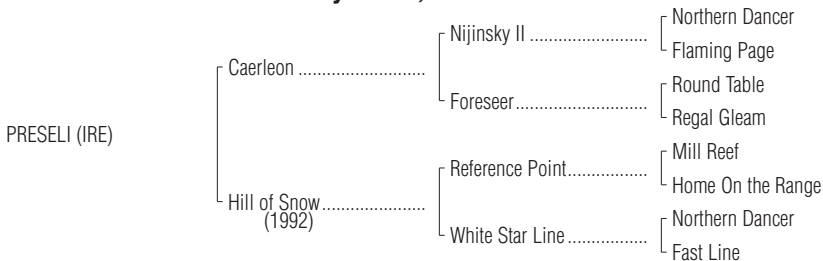 Northern Dancer
Nijinsky II
Flaming Page
Caerleon
Round Table
Foreseer
Regal Gleam
PRESELI (IRE)
Mill Reef
Reference Point
Home On the Range
Hill of Snow
(1992)
Northern Dancer
White Star Line
Fast Line